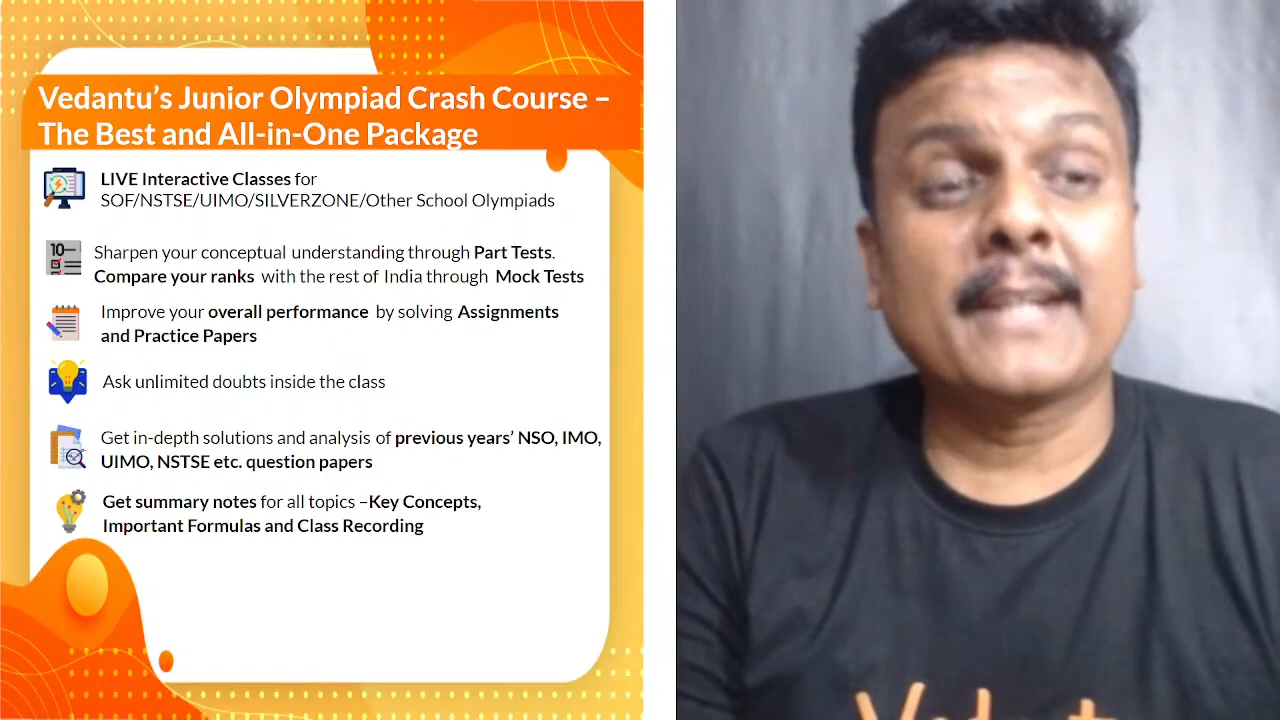 Vedantu's Junior Olympiad Crash Course –
The Best and All-in-One Package
LIVE Interactive Classes for
SOF/NSTSE/UIMO/SILVERZONE/Other School Olympiads
10
Sharpen your conceptual understanding through Part Tests.
Compare your ranks with the rest of India through Mock Tests
Improve your overall performance by solving Assignments
and Practice Papers
Ask unlimited doubts inside the class
Get in-depth solutions and analysis of previous years' NSO, IMO,
UIMO, NSTSE etc. question papers
Get summary notes for all topics –Key Concepts,
Important Formulas and Class Recording